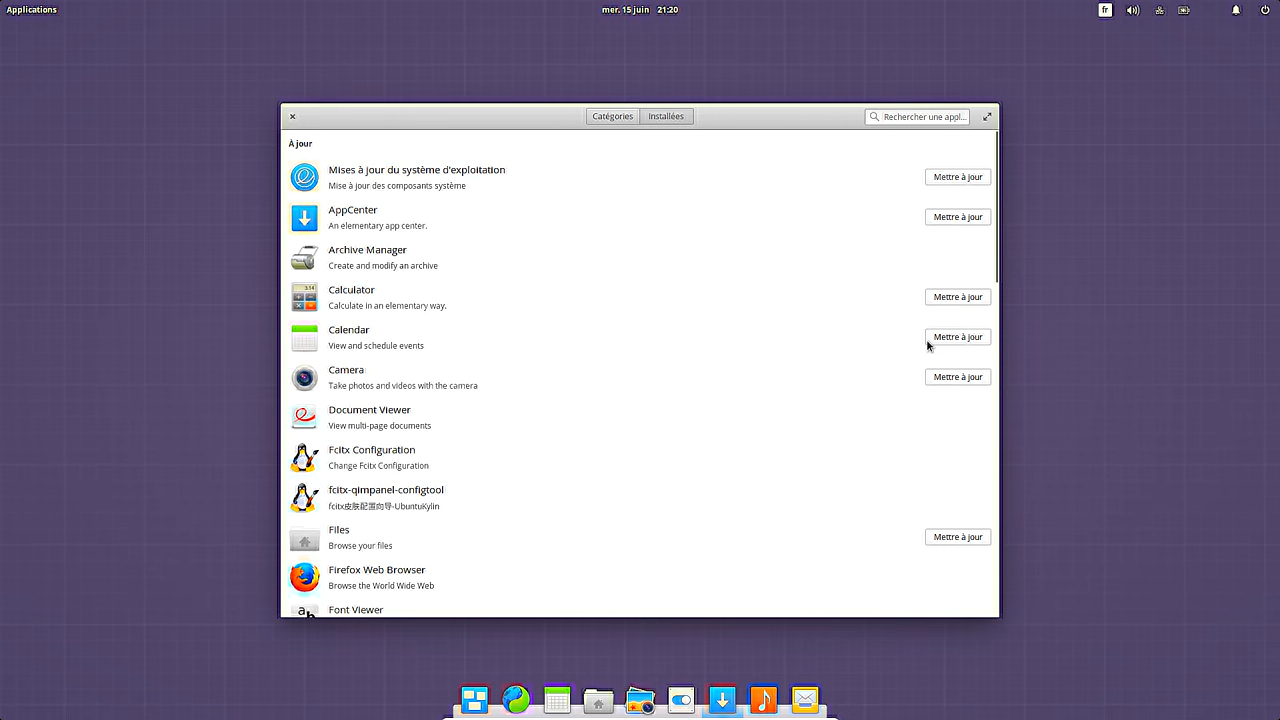 Applications
mer. 15 juin 21:20
fr
Catégories
Installées
Rechercher une appl...
À jour
Mises à jour du système d'exploitation
Mise à jour des composants système
Mettre à jour
AppCenter
An elementary app center.
Mettre à jour
Archive Manager
Create and modify an archive
Calculator
Calculate in an elementary way.
Mettre à jour
3.14
Calendar
View and schedule events
Mettre à jour
Camera
Take photos and videos with the camera
Mettre à jour
Document Viewer
View multi-page documents
Fcitx Configuration
Change Fcitx Configuration
fcitx-qimpanel-configtool
fcitx皮肤配置向导-UbuntuKylin
Files
Browse your files
Mettre à jour
Firefox Web Browser
Browse the World Wide Web
Font Viewer